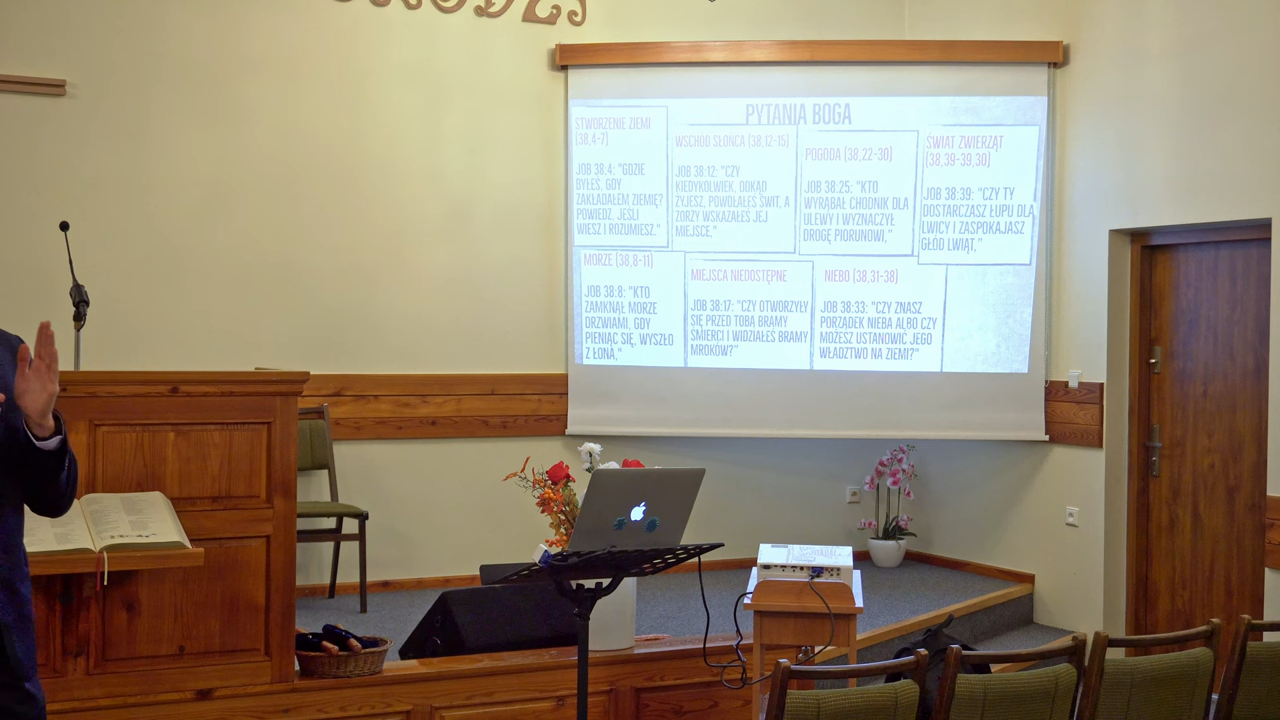 PYTANIA BOGA
STWORZENIE ZIEMI
(38,4-7)
JOB 38:4: "GDZIE
BYŁEŚ, GDY
ZAKŁADAŁEM ZIEMIĘ?
POWIEDZ, JEŚLI
WIESZ I ROZUMIESZ."
WSCHÓD SŁOŃCA (38,12-15)
JOB 38:12: "CZY
KIEDYKOLWIEK, ODKĄD
ŻYJESZ, POWOŁAŁEŚ ŚWIT, A
ZORZY WSKAZAŁEŚ JEJ
MIEJSCE,"
POGODA (38,22-30)
JOB 38:25: "KTO
WYRĄBAŁ CHODNIK DLA
ULEWY I WYZNACZYŁ
DROGĘ PIORUNOWI,"
ŚWIAT ZWIERZĄT
(38,39-39,30)
JOB 38:39: "CZY TY
DOSTARCZASZ ŁUPU DLA
LWICY I ZASPOKAJASZ
GŁÓD LWIĄT,"
MORZE (38,8-11)
JOB 38:8: "KTO
ZAMKNĄŁ MORZE
DRZWIAMI, GDY
PIENIĄC SIĘ, WYSZŁO
Z ŁONA,"
MIEJSCA NIEDOSTĘPNE
JOB 38:17: "CZY OTWORZYŁY
SIĘ PRZED TOBĄ BRAMY
ŚMIERCI I WIDZIAŁEŚ BRAMY
MROKÓW?"
NIEBO (38,31-38)
JOB 38:33: "CZY ZNASZ
PORZĄDEK NIEBA ALBO CZY
MOŻESZ USTANOWIĆ JEGO
WŁADZTWO NA ZIEMI?"